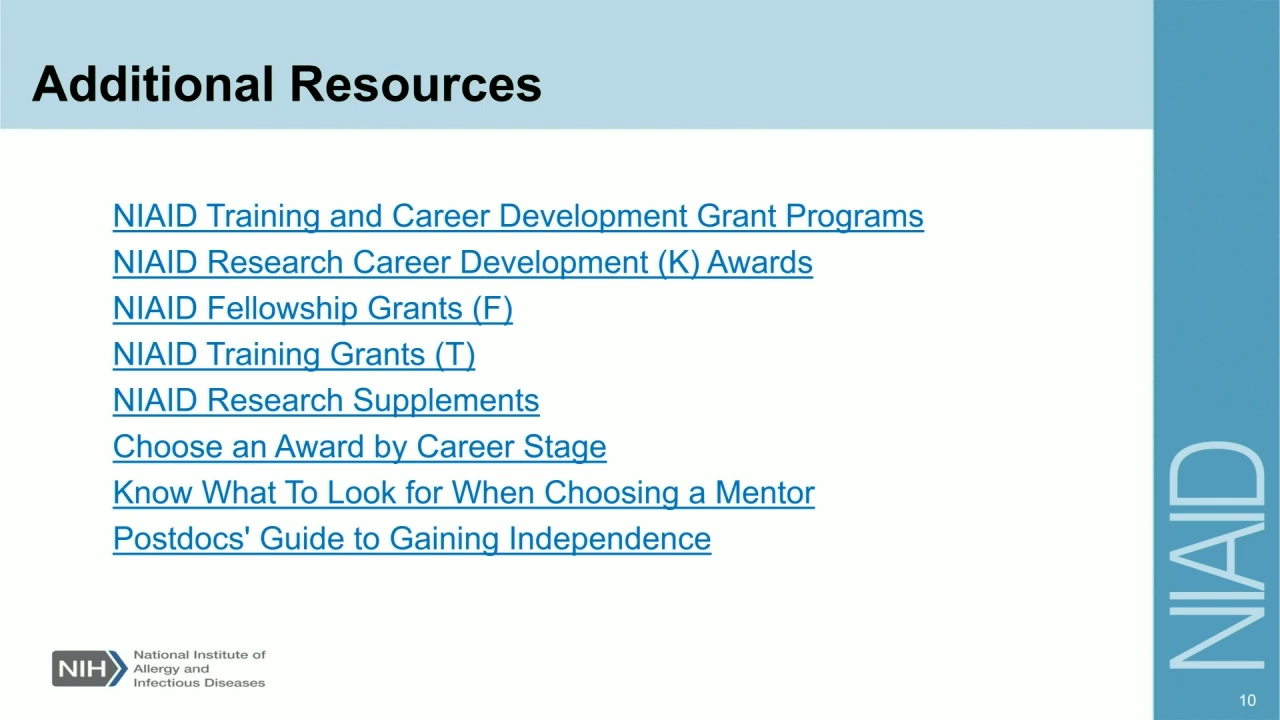 Additional Resources
NIAID Training and Career Development Grant Programs
NIAID Research Career Development (K) Awards
NIAID Fellowship Grants (F)
NIAID Training Grants (T)
NIAID Research Supplements
Choose an Award by Career Stage
Know What To Look for When Choosing a Mentor
Postdocs' Guide to Gaining Independence
NIH
National Institute of
Allergy and
Infectious Diseases
NIAID
10